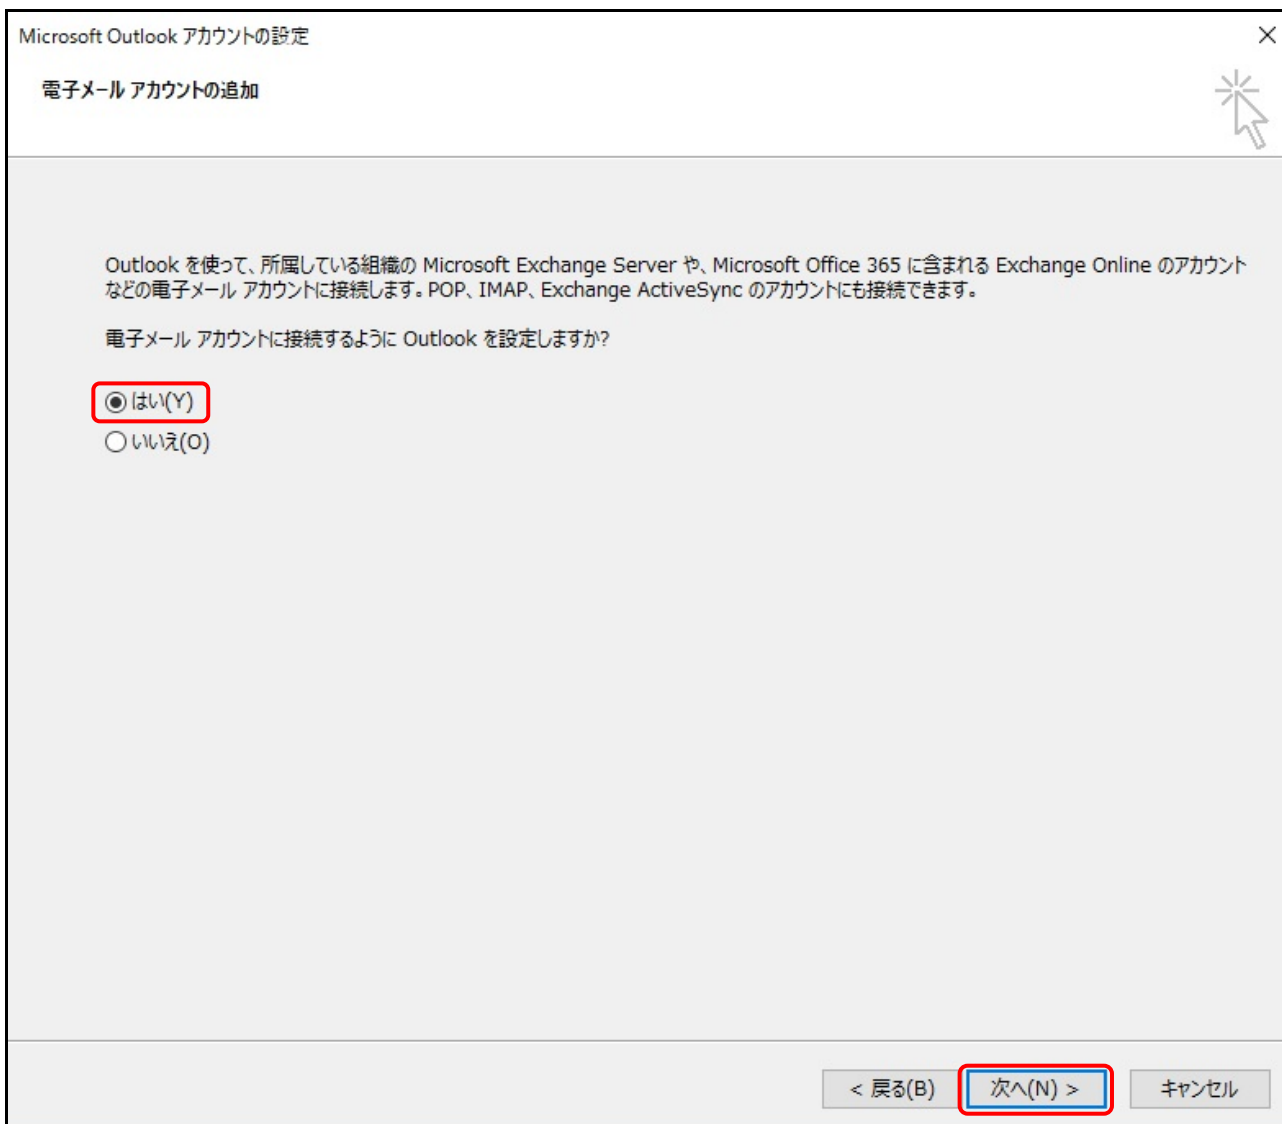 Microsoft Outlook アカウントの設定
電子メール アカウントの追加
Outlook を使って、所属している組織の Microsoft Exchange Server や、Microsoft Office 365 に含まれる Exchange Online のアカウント
などの電子メール アカウントに接続します。POP、IMAP、Exchange ActiveSync のアカウントにも接続できます。
電子メール アカウントに接続するように Outlook を設定しますか?
はい(Y)
いいえ(O)
< 戻る(B) 次へ(N) > キャンセル